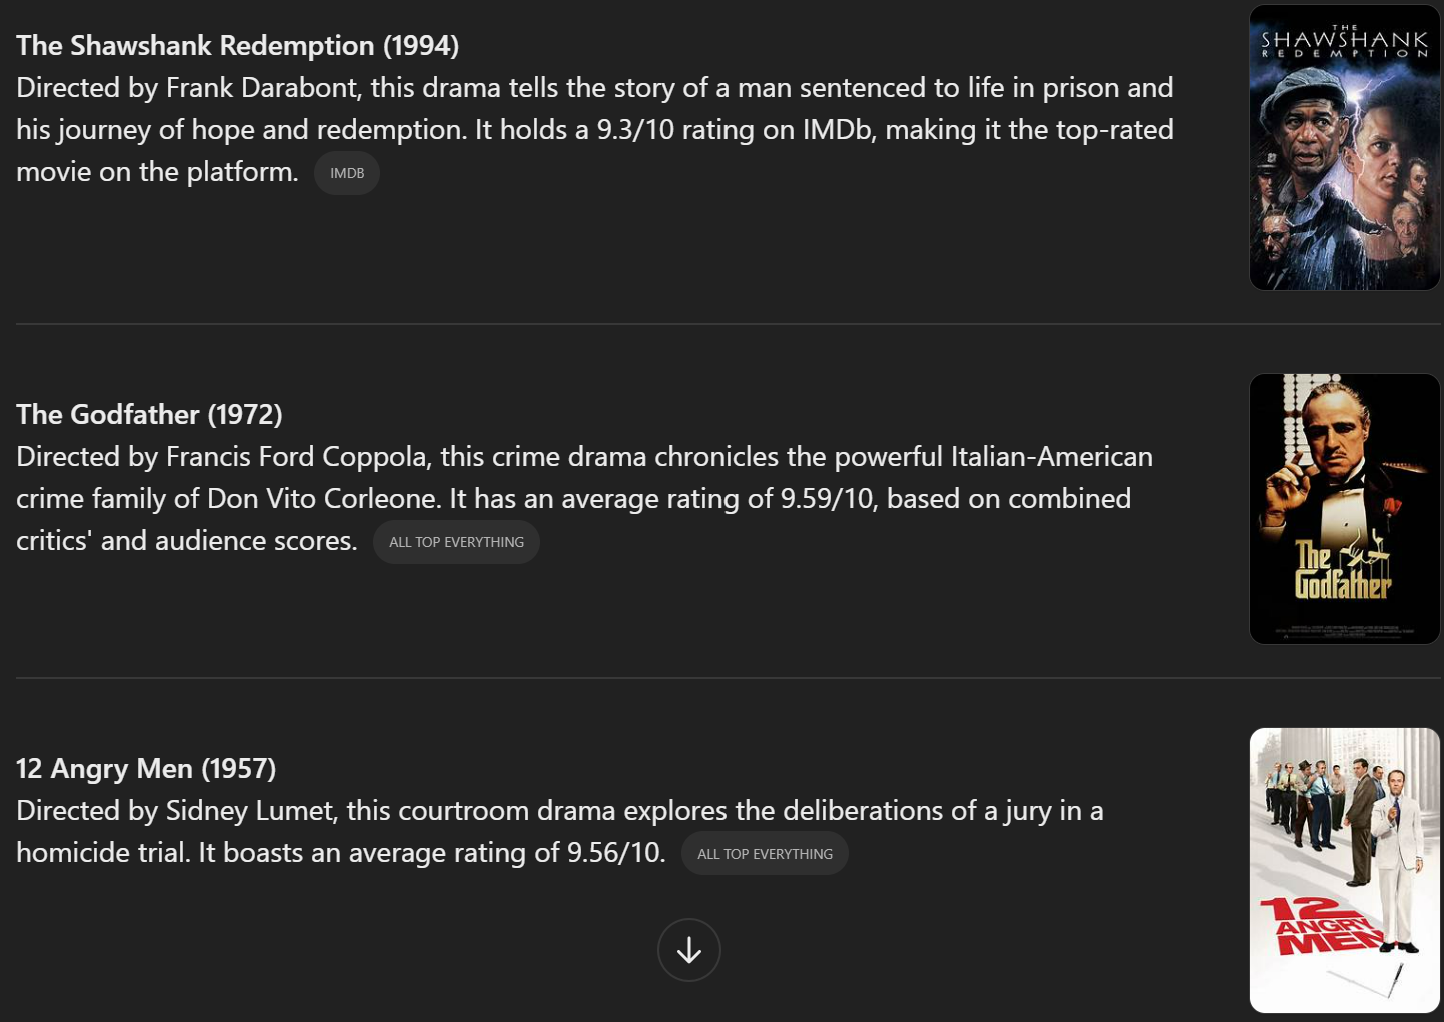 The Shawshank Redemption (1994)
Directed by Frank Darabont, this drama tells the story of a man sentenced to life in prison and
his journey of hope and redemption. It holds a 9.3/10 rating on IMDb, making it the top-rated
movie on the platform. IMDB
THE
SHAWSHANK
REDEMPTION
The Godfather (1972)
Directed by Francis Ford Coppola, this crime drama chronicles the powerful Italian-American
crime family of Don Vito Corleone. It has an average rating of 9.59/10, based on combined
critics' and audience scores. ALL TOP EVERYTHING
The
Godfather
12 Angry Men (1957)
Directed by Sidney Lumet, this courtroom drama explores the deliberations of a jury in a
homicide trial. It boasts an average rating of 9.56/10. ALL TOP EVERYTHING
12
ANGRY
MEN